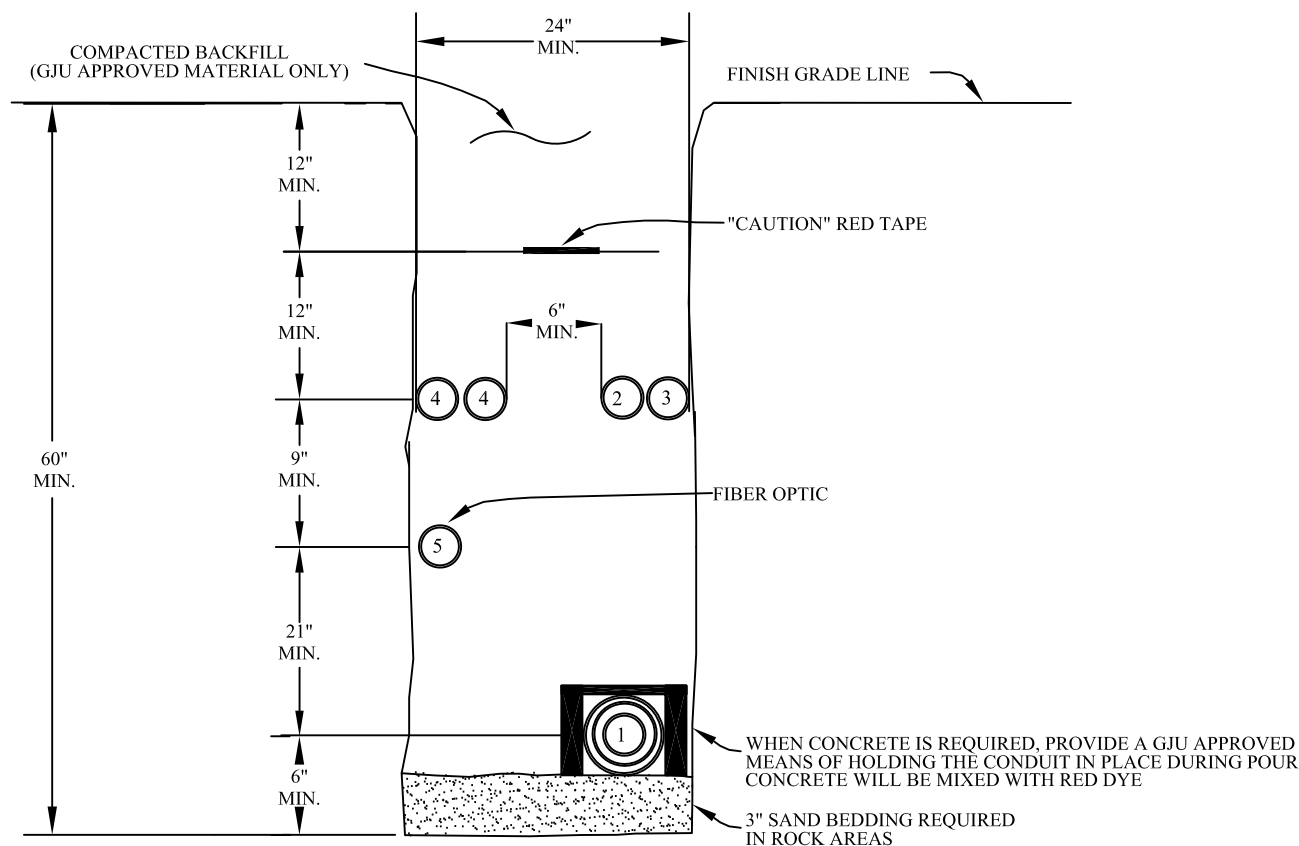 24"
MIN.
COMPACTED BACKFILL
(GJU APPROVED MATERIAL ONLY)
FINISH GRADE LINE
12"
MIN.
"CAUTION" RED TAPE
12"
MIN.
6"
MIN.
4
4
2
3
60"
MIN.
9"
MIN.
FIBER OPTIC
5
21"
MIN.
1
WHEN CONCRETE IS REQUIRED, PROVIDE A GJU APPROVED
MEANS OF HOLDING THE CONDUIT IN PLACE DURING POUR
CONCRETE WILL BE MIXED WITH RED DYE
6"
MIN.
3" SAND BEDDING REQUIRED
IN ROCK AREAS